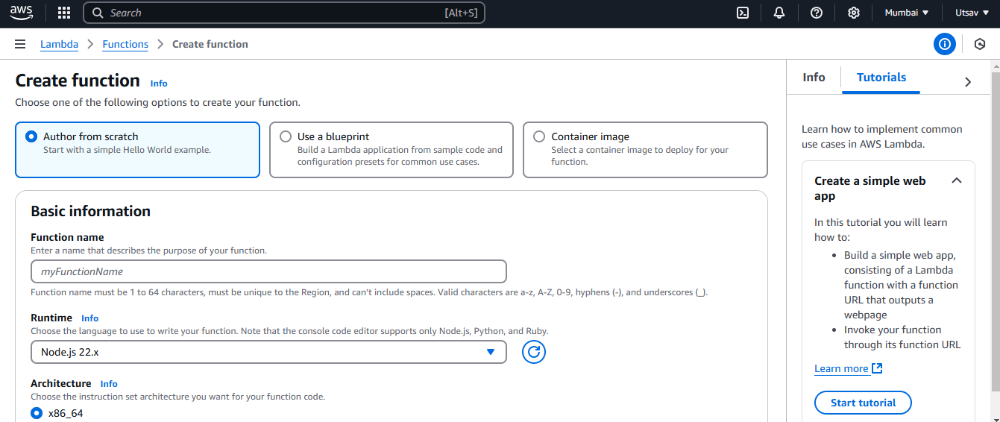 aws
Search [Alt+S]
Mumbai
Utsav
Lambda
Functions
Create function
Create function Info
Choose one of the following options to create your function.
Author from scratch
Start with a simple Hello World example.
Use a blueprint
Build a Lambda application from sample code and
configuration presets for common use cases.
Container image
Select a container image to deploy for your
function.
Basic information
Function name
Enter a name that describes the purpose of your function.
myFunctionName
Function name must be 1 to 64 characters, must be unique to the Region, and can’t include spaces. Valid characters are a-z, A-Z, 0-9, hyphens (-), and underscores (_).
Runtime Info
Choose the language to use to write your function. Note that the console code editor supports only Node.js, Python, and Ruby.
Node.js 22.x
Architecture Info
Choose the instruction set architecture you want for your function code.
x86_64
Info
Tutorials
Learn how to implement common
use cases in AWS Lambda.
Create a simple web
app
In this tutorial you will learn
how to:
• Build a simple web app,
consisting of a Lambda
function with a function
URL that outputs a
webpage
• Invoke your function
through its function URL
Learn more
Start tutorial